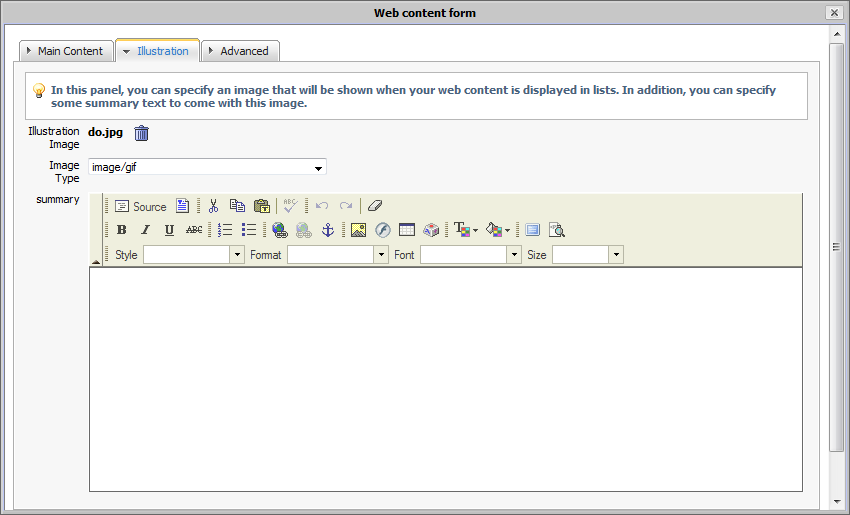 Web content form
Main Content
Illustration
Advanced
In this panel, you can specify an image that will be shown when your web content is displayed in lists. In addition, you can specify
some summary text to come with this image.
Illustration
Image
do.jpg
Image
Type
image/gif
summary
Source
ABC
B I U ABC
Style
Format
Font
Size